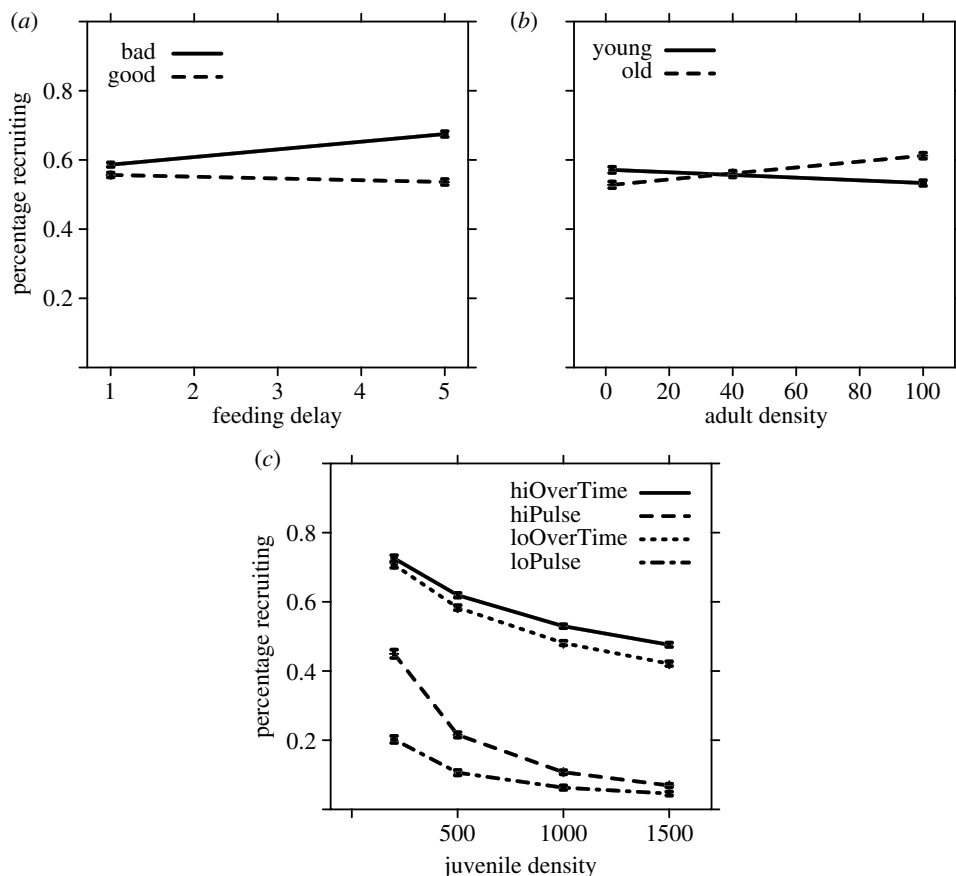 (a)
bad
good
percentage recruiting
0.8
0.6
0.4
0.2
1 2 3 4 5
feeding delay
(b)
young
old
0 20 40 60 80 100
adult density
(c)
hiOverTime
hiPulse
loOverTime
loPulse
percentage recruiting
0.8
0.6
0.4
0.2
500 1000 1500
juvenile density